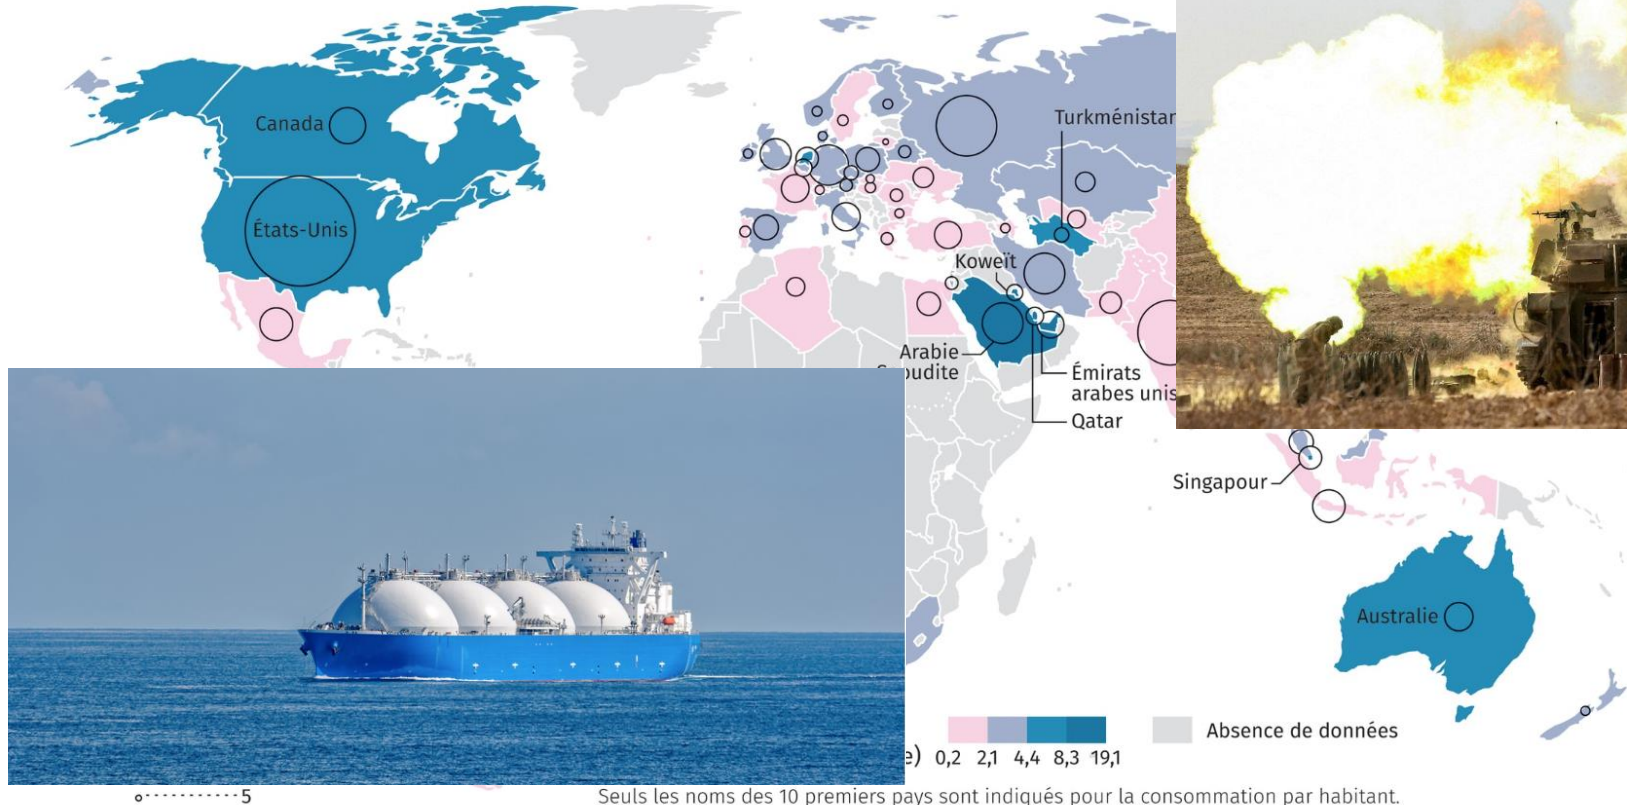 Canada
États-Unis
Turkménistan
Koweït
Arabie
Émirats
arabes unis
Qatar
Singapour
Australie
Absence de données
e) 0,2 2,1 4,4 8,3 19,1
5
Seuls les noms des 10 premiers pays sont indiqués pour la consommation par habitant.